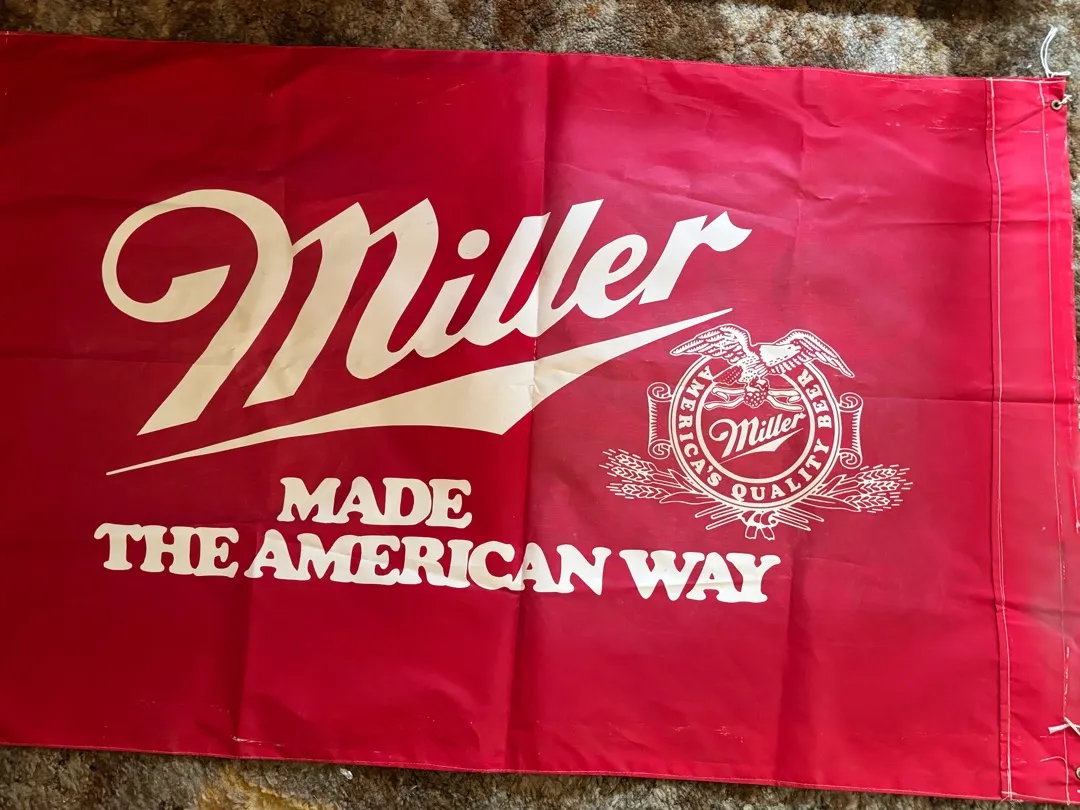 Miller
MADE
THE AMERICAN WAY
AMERICA'S QUALITY BEER
Miller